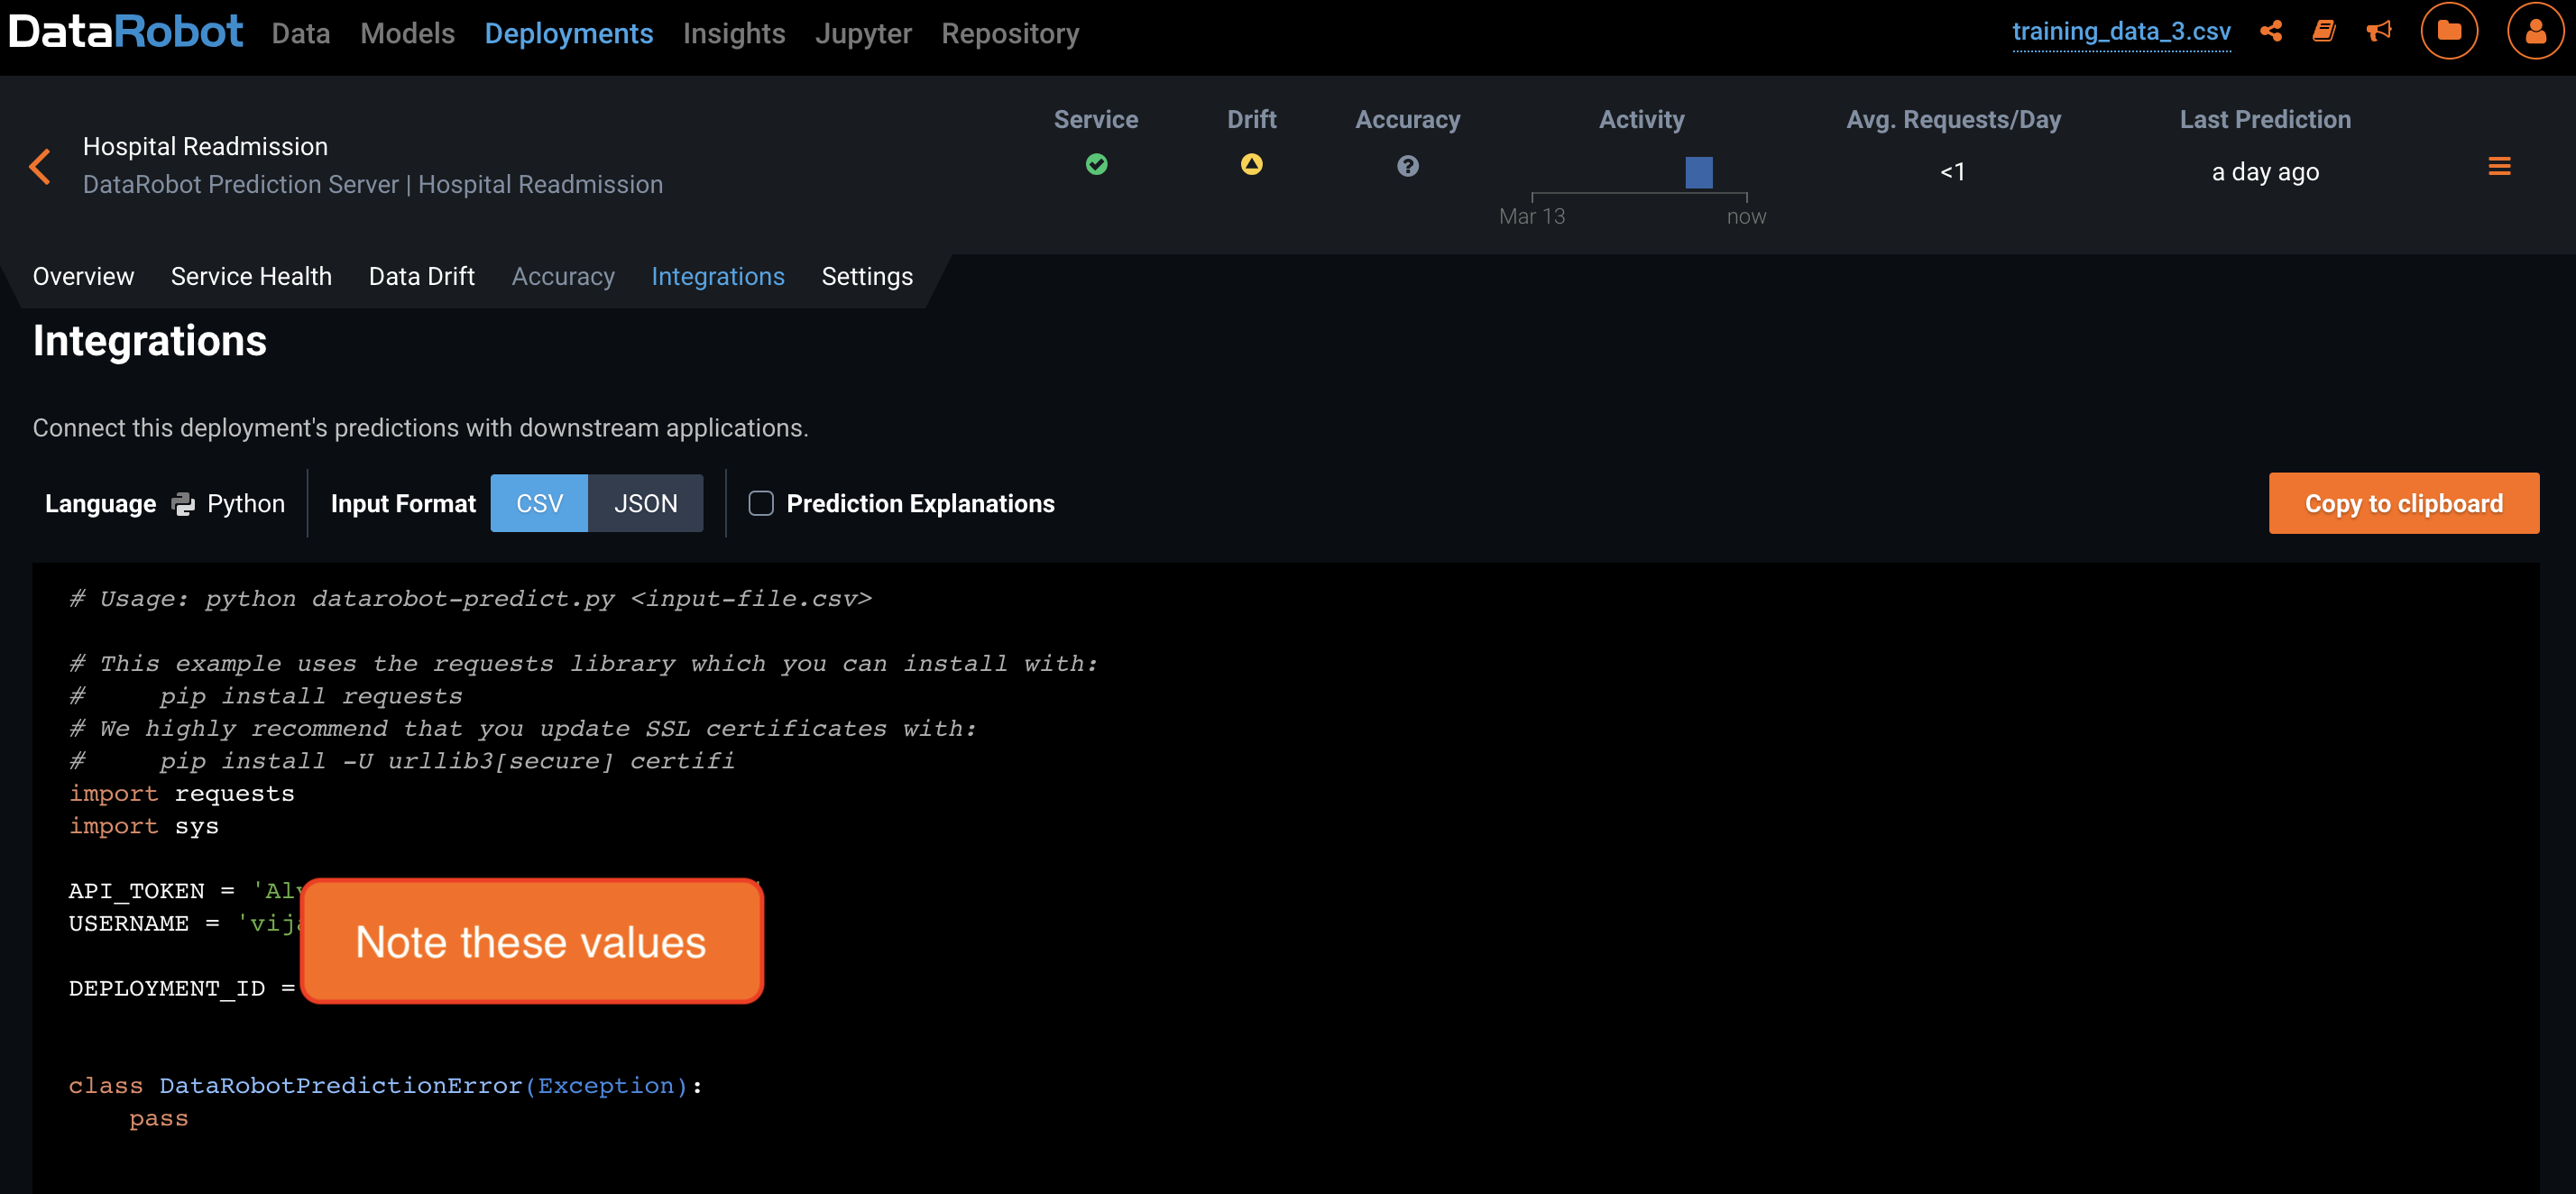 DataRobot Data Models Deployments Insights Jupyter Repository training_data_3.csv
Service Drift Accuracy Activity Avg. Requests/Day Last Prediction
Hospital Readmission
DataRobot Prediction Server | Hospital Readmission
<1 a day ago
Mar 13 now
Overview Service Health Data Drift Accuracy Integrations Settings
Integrations
Connect this deployment's predictions with downstream applications.
Language Python Input Format CSV JSON Prediction Explanations Copy to clipboard
# Usage: python datarobot-predict.py <input-file.csv>
# This example uses the requests library which you can install with:
#     pip install requests
# We highly recommend that you update SSL certificates with:
#     pip install -U urllib3[secure] certifi
import requests
import sys
API_TOKEN =
USERNAME =
Note these values
DEPLOYMENT_ID =
class DataRobotPredictionError(Exception):
    pass